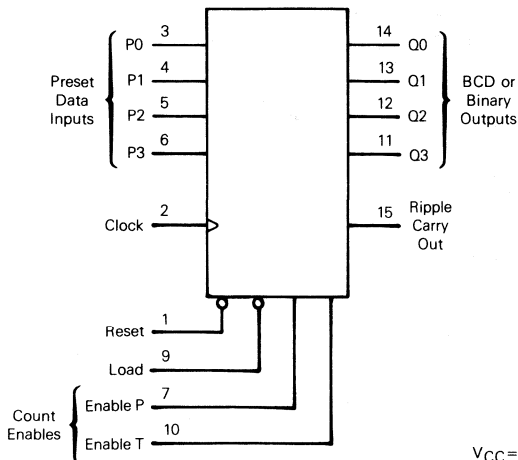 Preset
Data
Inputs
P0 3
P1 4
P2 5
P3 6
Clock 2
14 Q0
13 Q1
12 Q2
11 Q3
BCD or
Binary
Outputs
15 Ripple
Carry
Out
Reset 1
Load 9
Count
Enables
Enable P 7
Enable T 10
VCC=